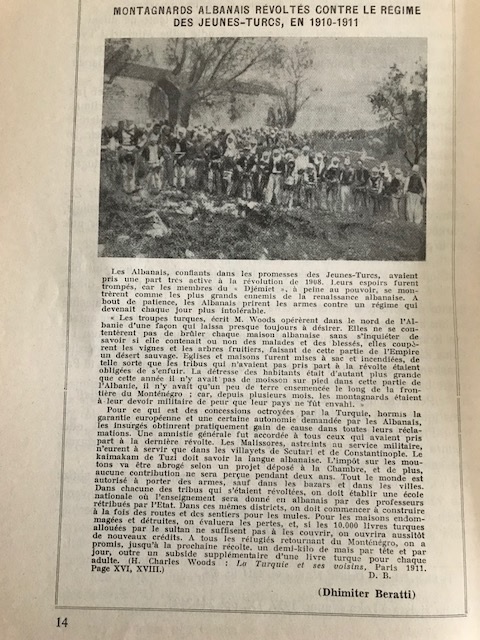 MONTAGNARDS ALBANAIS RÉVOLTÉS CONTRE LE RÉGIME
DES JEUNES-TURCS, EN 1910-1911
Les Albanais, confiants dans les promesses des Jeunes-Turcs, avaient
pris une part très active à la révolution de 1908. Leurs espoirs furent
trompés, car les membres du « Djémiet », à peine au pouvoir, se mon-
trèrent comme les plus grands ennemis de la renaissance albanaise. A
bout de patience, les Albanais prirent les armes contre un régime qui
devenait chaque jour plus intolérable.
« Les troupes turques, écrit M. Woods opérèrent dans le nord de l'Al-
banie d'une façon qui laissa presque toujours à désirer. Elles ne se con-
tentèrent pas de brûler chaque maison albanaise sans s'inquiéter de
savoir si elle contenait ou non des malades et des blessés, elles coupè-
rent les vignes et les arbres fruitiers, faisant de cette partie de l'Empire
un désert sauvage. Eglises et maisons furent mises à sac et incendiées, de
telle sorte que les tribus qui n'avaient pas pris part à la révolte étaient
obligées de s'enfuir. La détresse des habitants était d'autant plus grande
que cette année il n'y avait pas de moisson sur pied dans cette partie de
l'Albanie, il n'y avait qu'un peu de terre ensemencée le long de la fron-
tière du Monténégro ; car, depuis plusieurs mois, les montagnards étaient
à leur devoir militaire de peur que leur pays ne fût envahi. »
Pour ce qui est des concessions octroyées par la Turquie, hormis la
garantie européenne et une certaine autonomie demandée par les Albanais,
les insurgés obtinrent pratiquement gain de cause dans toutes leurs récla-
mations. Une amnistie générale fut accordée à tous ceux qui avaient pris
part à la dernière révolte. Les Malissores, astreints au service militaire,
n'eurent à servir que dans les villayets de Scutari et de Constantinople. Le
kaimakam de Tuzi doit savoir la langue albanaise. L'impôt sur les mou-
tons va être abrogé selon un projet déposé à la Chambre, et de plus,
aucune contribution ne sera perçue pendant deux ans. Tout le monde est
autorisé à porter des armes, sauf dans les bazars et dans les villes.
Dans chacune des tribus qui s'étaient révoltées, on doit établir une école
nationale où l'enseignement sera donné en albanais par des professeurs
rétribués par l'Etat. Dans ces mêmes districts, on doit commencer à construire
à la fois des routes et des sentiers pour les mules. Pour les maisons endom-
magées et détruites, on évaluera les pertes, et, si les 10.000 livres turques
allouées par le sultan ne suffisent pas à les couvrir, on ouvrira aussitôt
de nouveaux crédits. A tous les réfugiés retournant du Monténégro, on a
promis, jusqu'à la prochaine récolte, un demi-kilo de maïs par tête et par
jour, outre un subside supplémentaire d'une livre turque pour chaque
adulte. (H. Charles Woods : La Turquie et ses voisins, Paris 1911.
Page XVI, XVIII.)
D. B.
(Dhimiter Beratti)
14